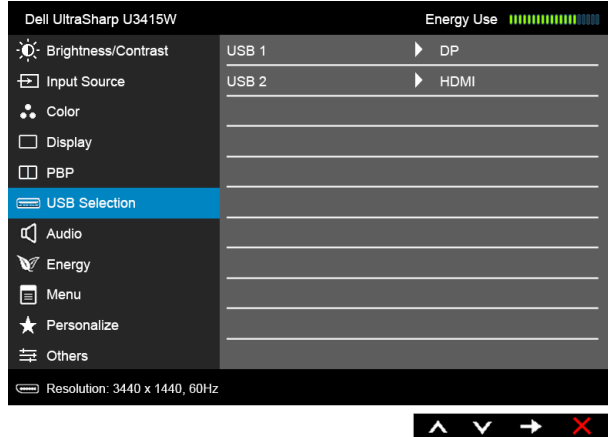 Dell UltraSharp U3415W Energy Use
Brightness/Contrast USB 1 DP
Input Source USB 2 HDMI
Color
Display
PBP
USB Selection
Audio
Energy
Menu
Personalize
Others
Resolution: 3440 x 1440, 60Hz